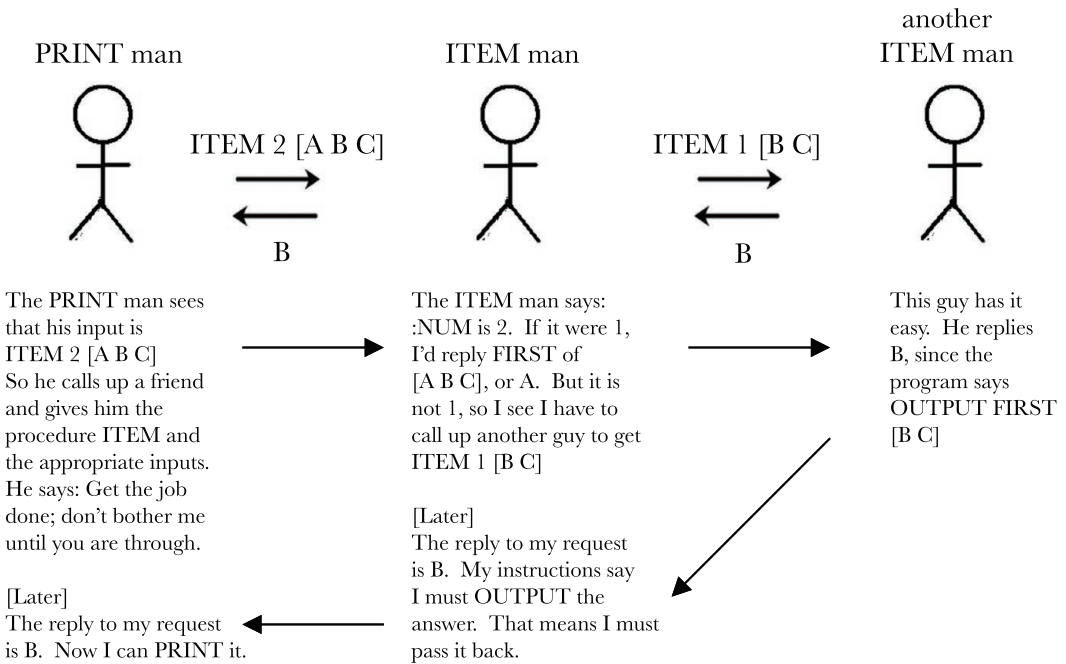 PRINT man
ITEM man
another
ITEM man
ITEM 2 [A B C]
B
ITEM 1 [B C]
B
The PRINT man sees
that his input is
ITEM 2 [A B C]
So he calls up a friend
and gives him the
procedure ITEM and
the appropriate inputs.
He says: Get the job
done; don't bother me
until you are through.
[Later]
The reply to my request
is B. Now I can PRINT it.
The ITEM man says:
:NUM is 2. If it were 1,
I'd reply FIRST of
[A B C], or A. But it is
not 1, so I see I have to
call up another guy to get
ITEM 1 [B C]
[Later]
The reply to my request
is B. My instructions say
I must OUTPUT the
answer. That means I must
pass it back.
This guy has it
easy. He replies
B, since the
program says
OUTPUT FIRST
[B C]